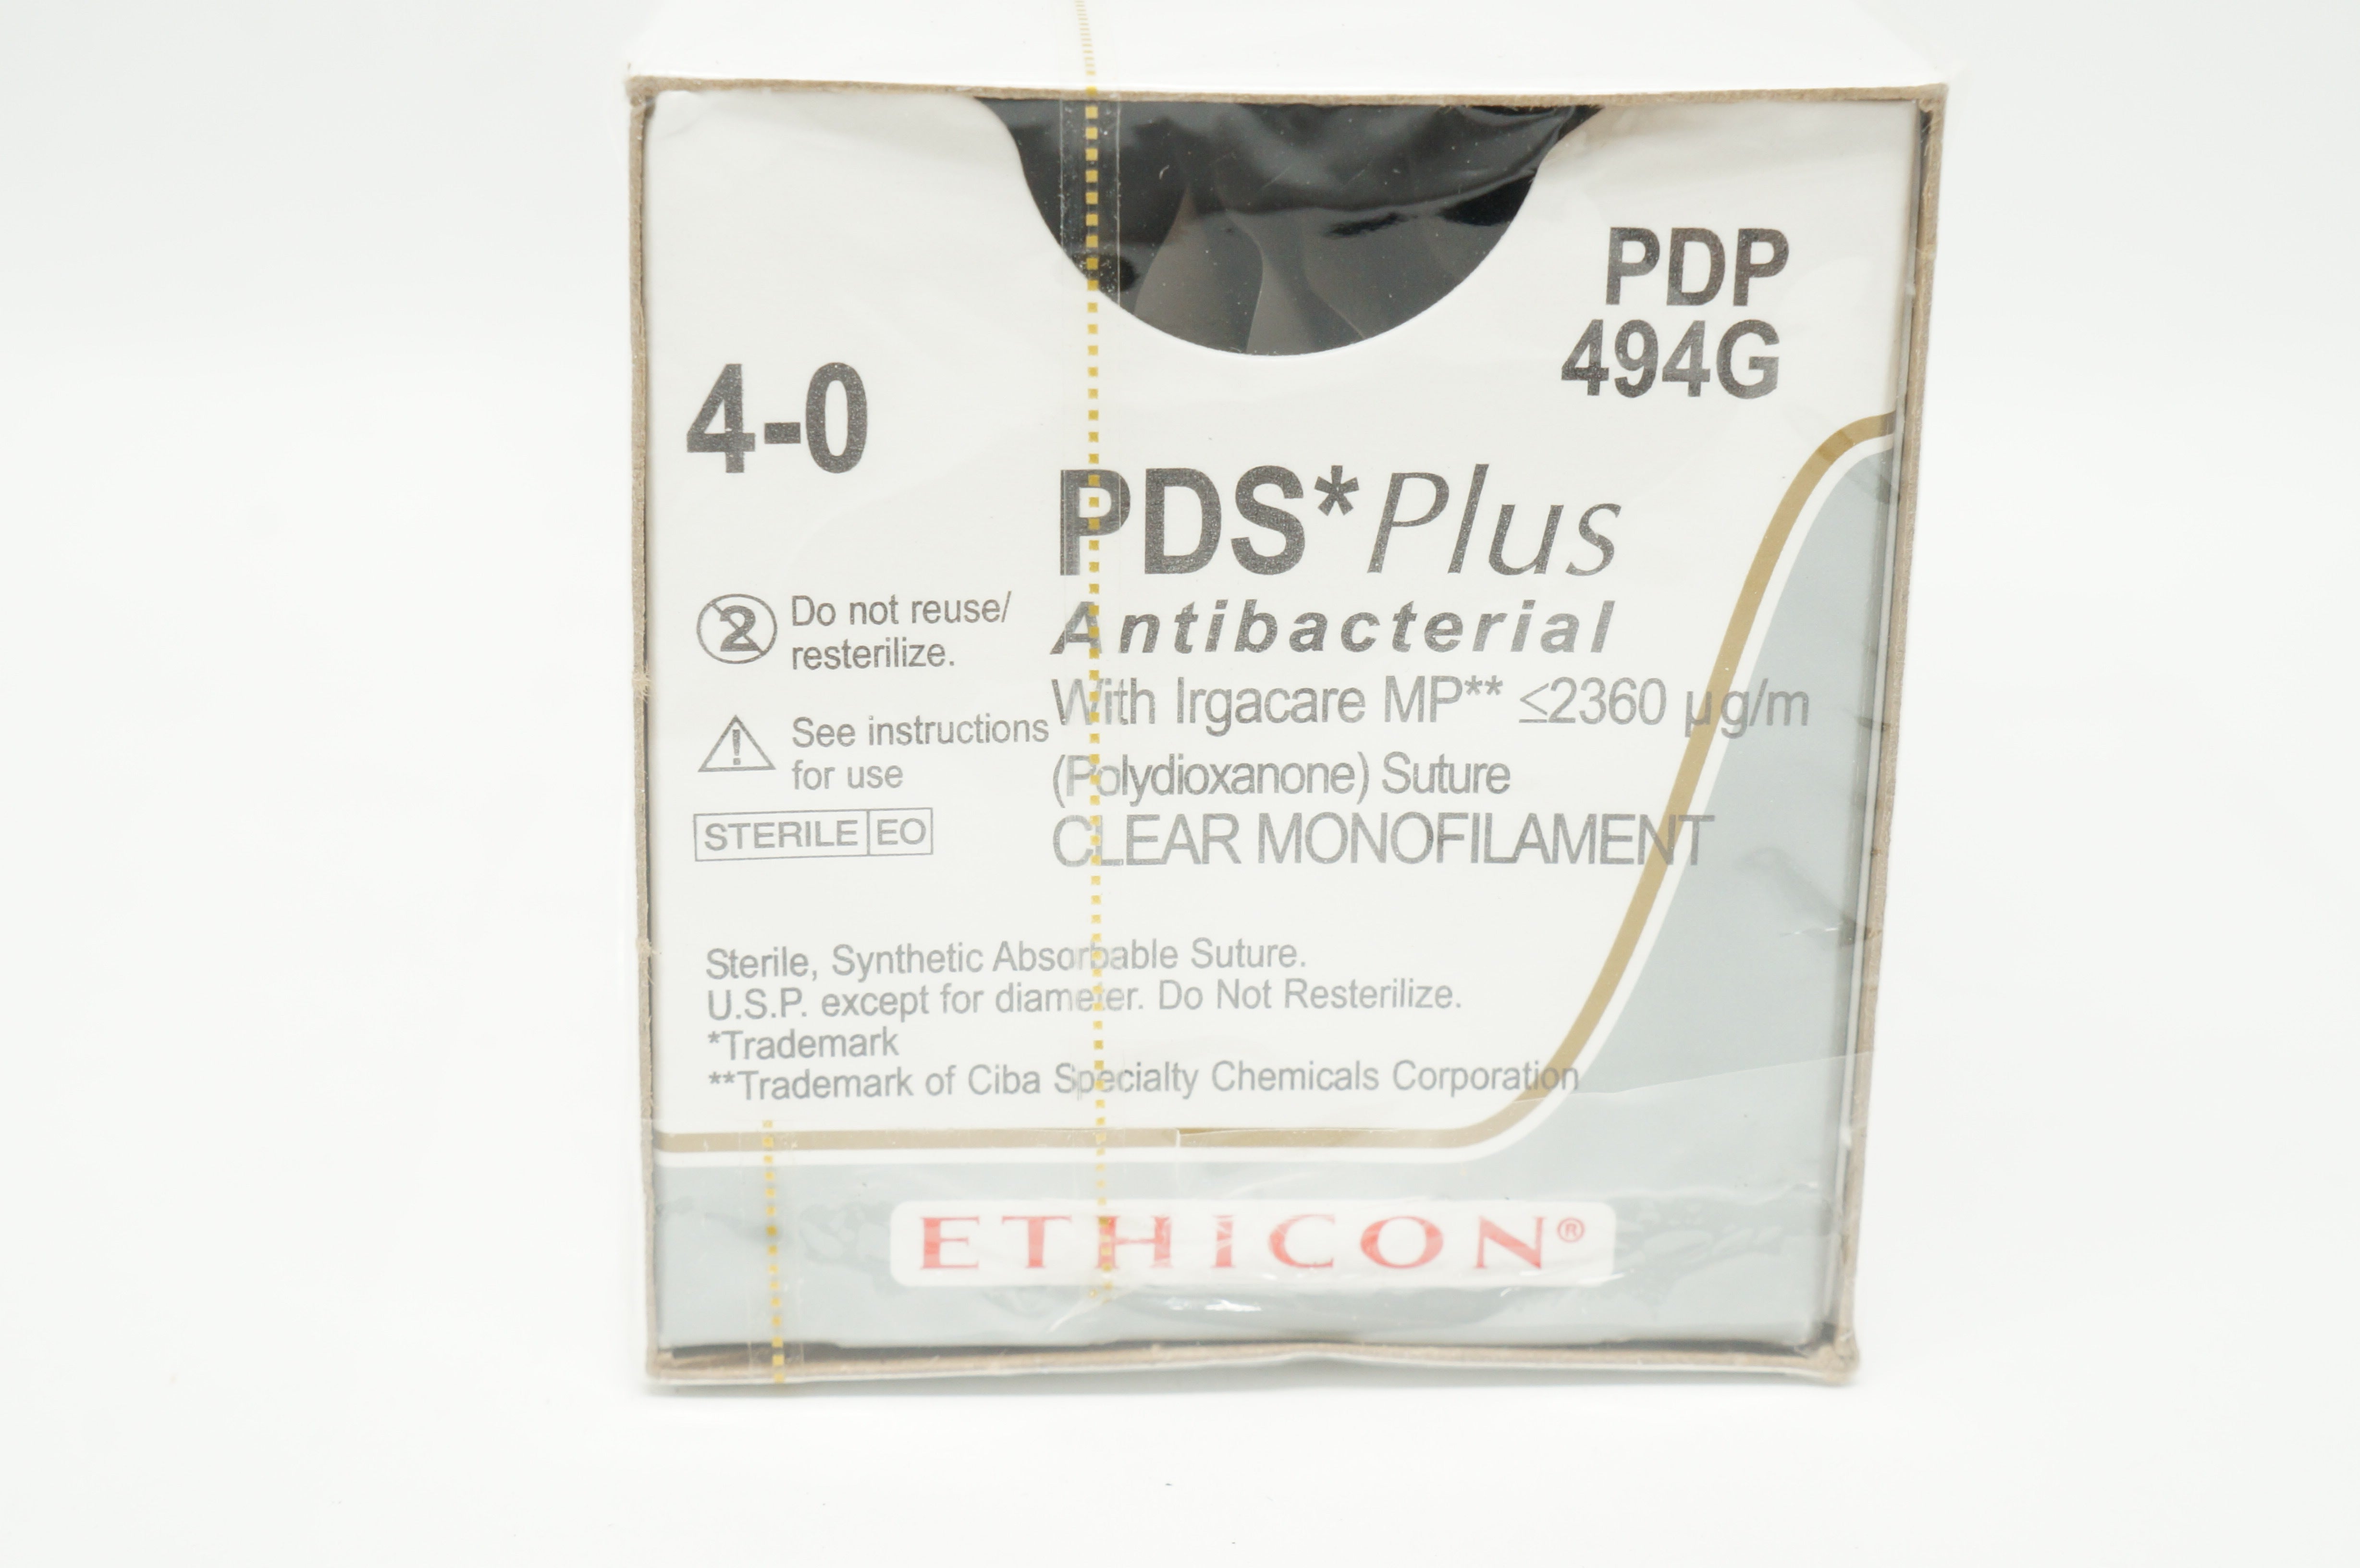 PDP
494G
4-0
PDS*Plus
Antibacterial
With Irgacare MP** ≤2360 µg/m
(Polydioxanone) Suture
CLEAR MONOFILAMENT
2
Do not reuse/
resterilize.
!
See instructions
for use
STERILE EO
Sterile, Synthetic Absorbable Suture.
U.S.P. except for diameter. Do Not Resterilize.
*Trademark
**Trademark of Ciba Specialty Chemicals Corporation
ETHICON®